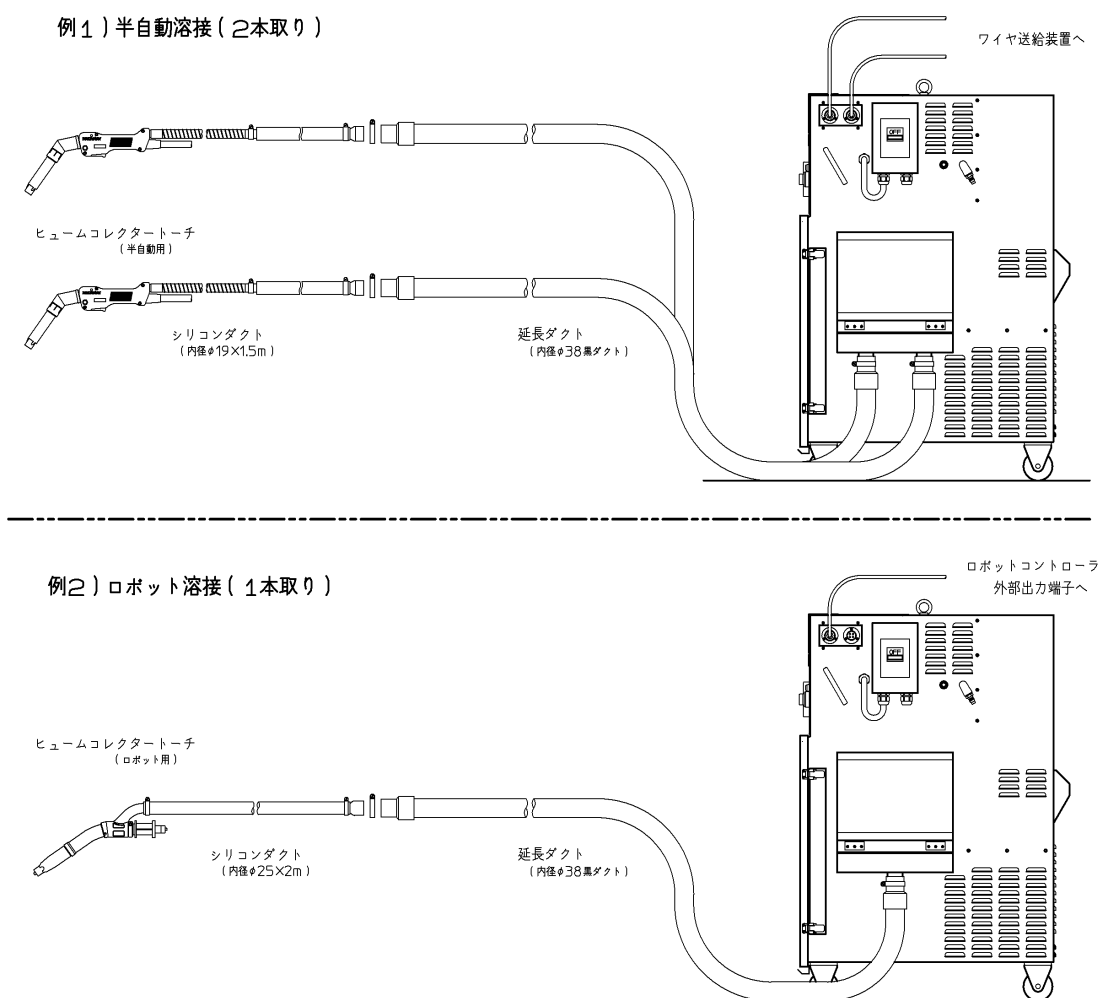 例1)半自動溶接(2本取り)
ワイヤ送給装置へ
OFF
ヒュームコレクタートーチ
(半自動用)
シリコンダクト
(内径φ19×1.5m)
延長ダクト
(内径φ38黒ダクト)
例2)ロボット溶接(1本取り)
ロボットコントローラ
外部出力端子へ
OFF
ヒュームコレクタートーチ
(ロボット用)
シリコンダクト
(内径φ25×2m)
延長ダクト
(内径φ38黒ダクト)